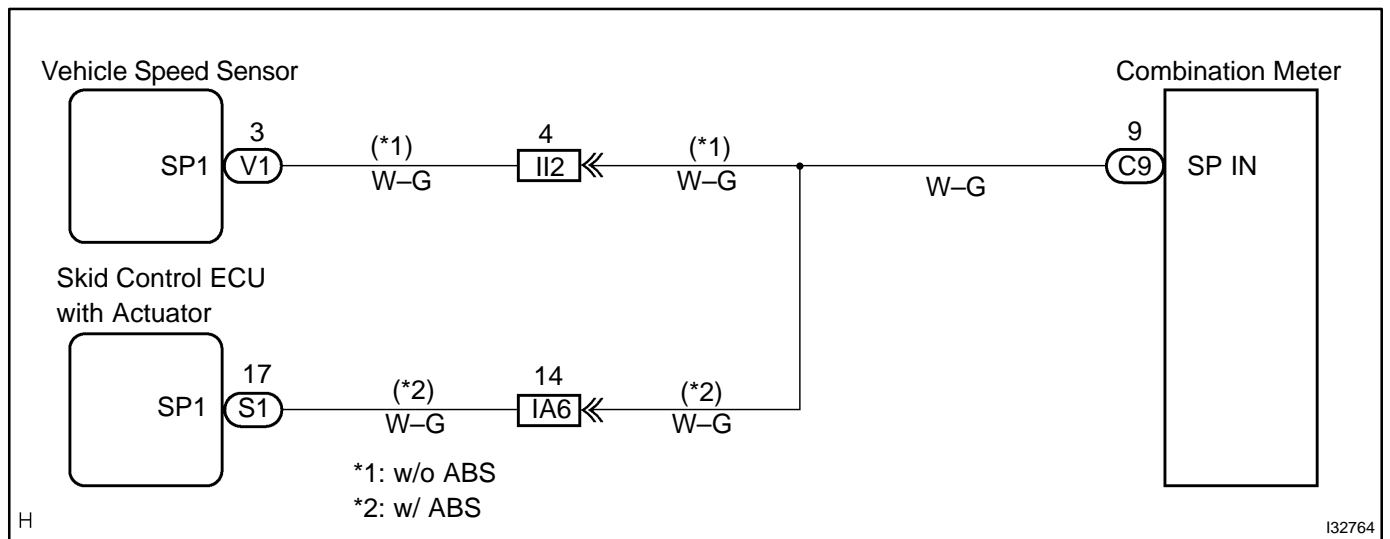 Vehicle Speed Sensor
Combination Meter
3
(*1)
4
(*1)
9
SP1
V1
II2
C9
SP IN
W–G
W–G
W–G
Skid Control ECU
with Actuator
17
(*2)
14
(*2)
SP1
S1
IA6
W–G
W–G
*1: w/o ABS
*2: w/ ABS
H
I32764